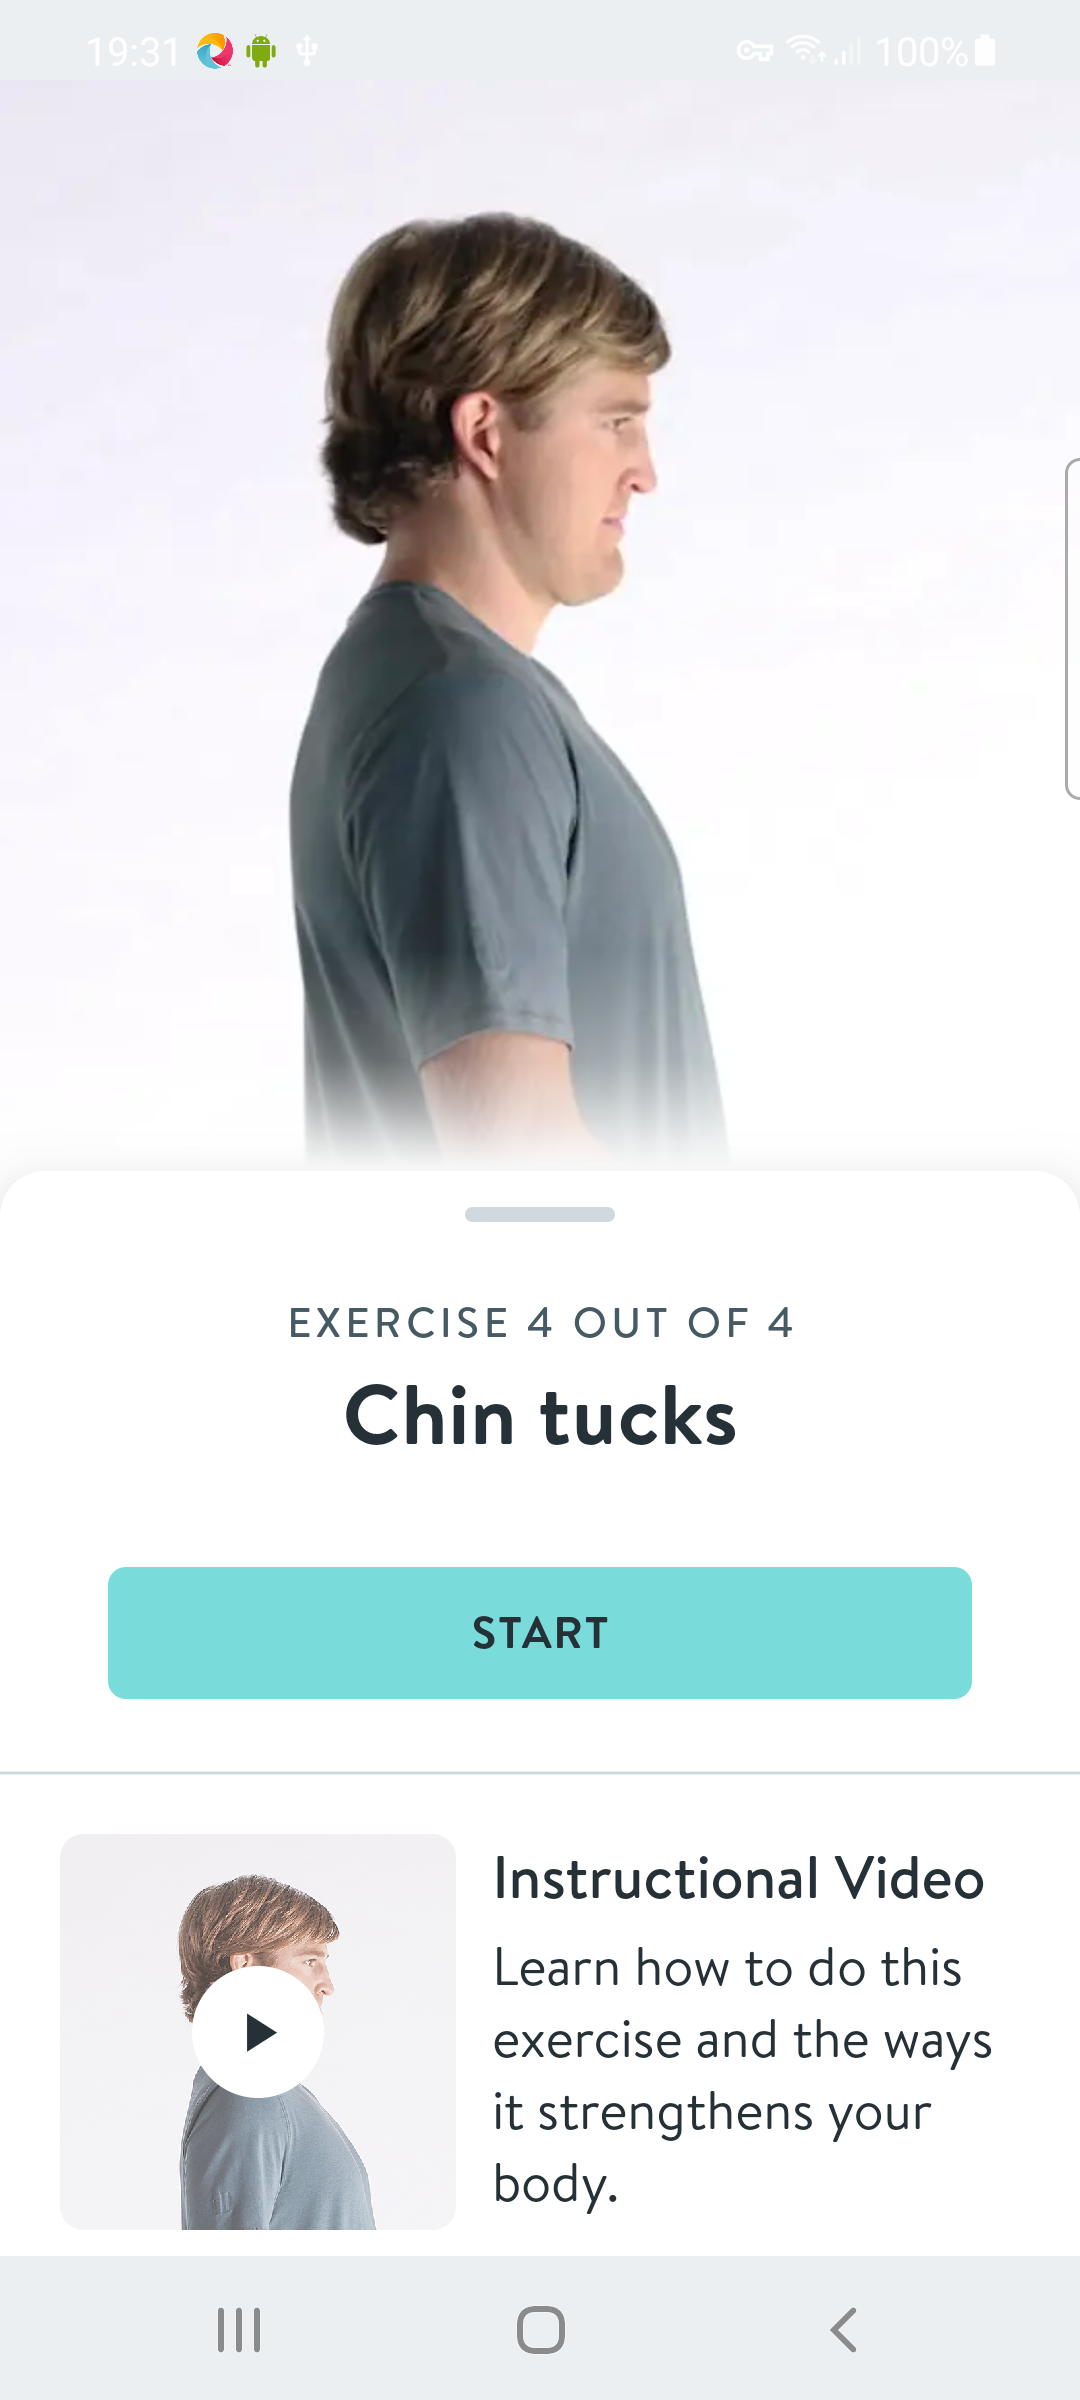 19:31
100%
EXERCISE 4 OUT OF 4
Chin tucks
START
Instructional Video
Learn how to do this
exercise and the ways
it strengthens your
body.